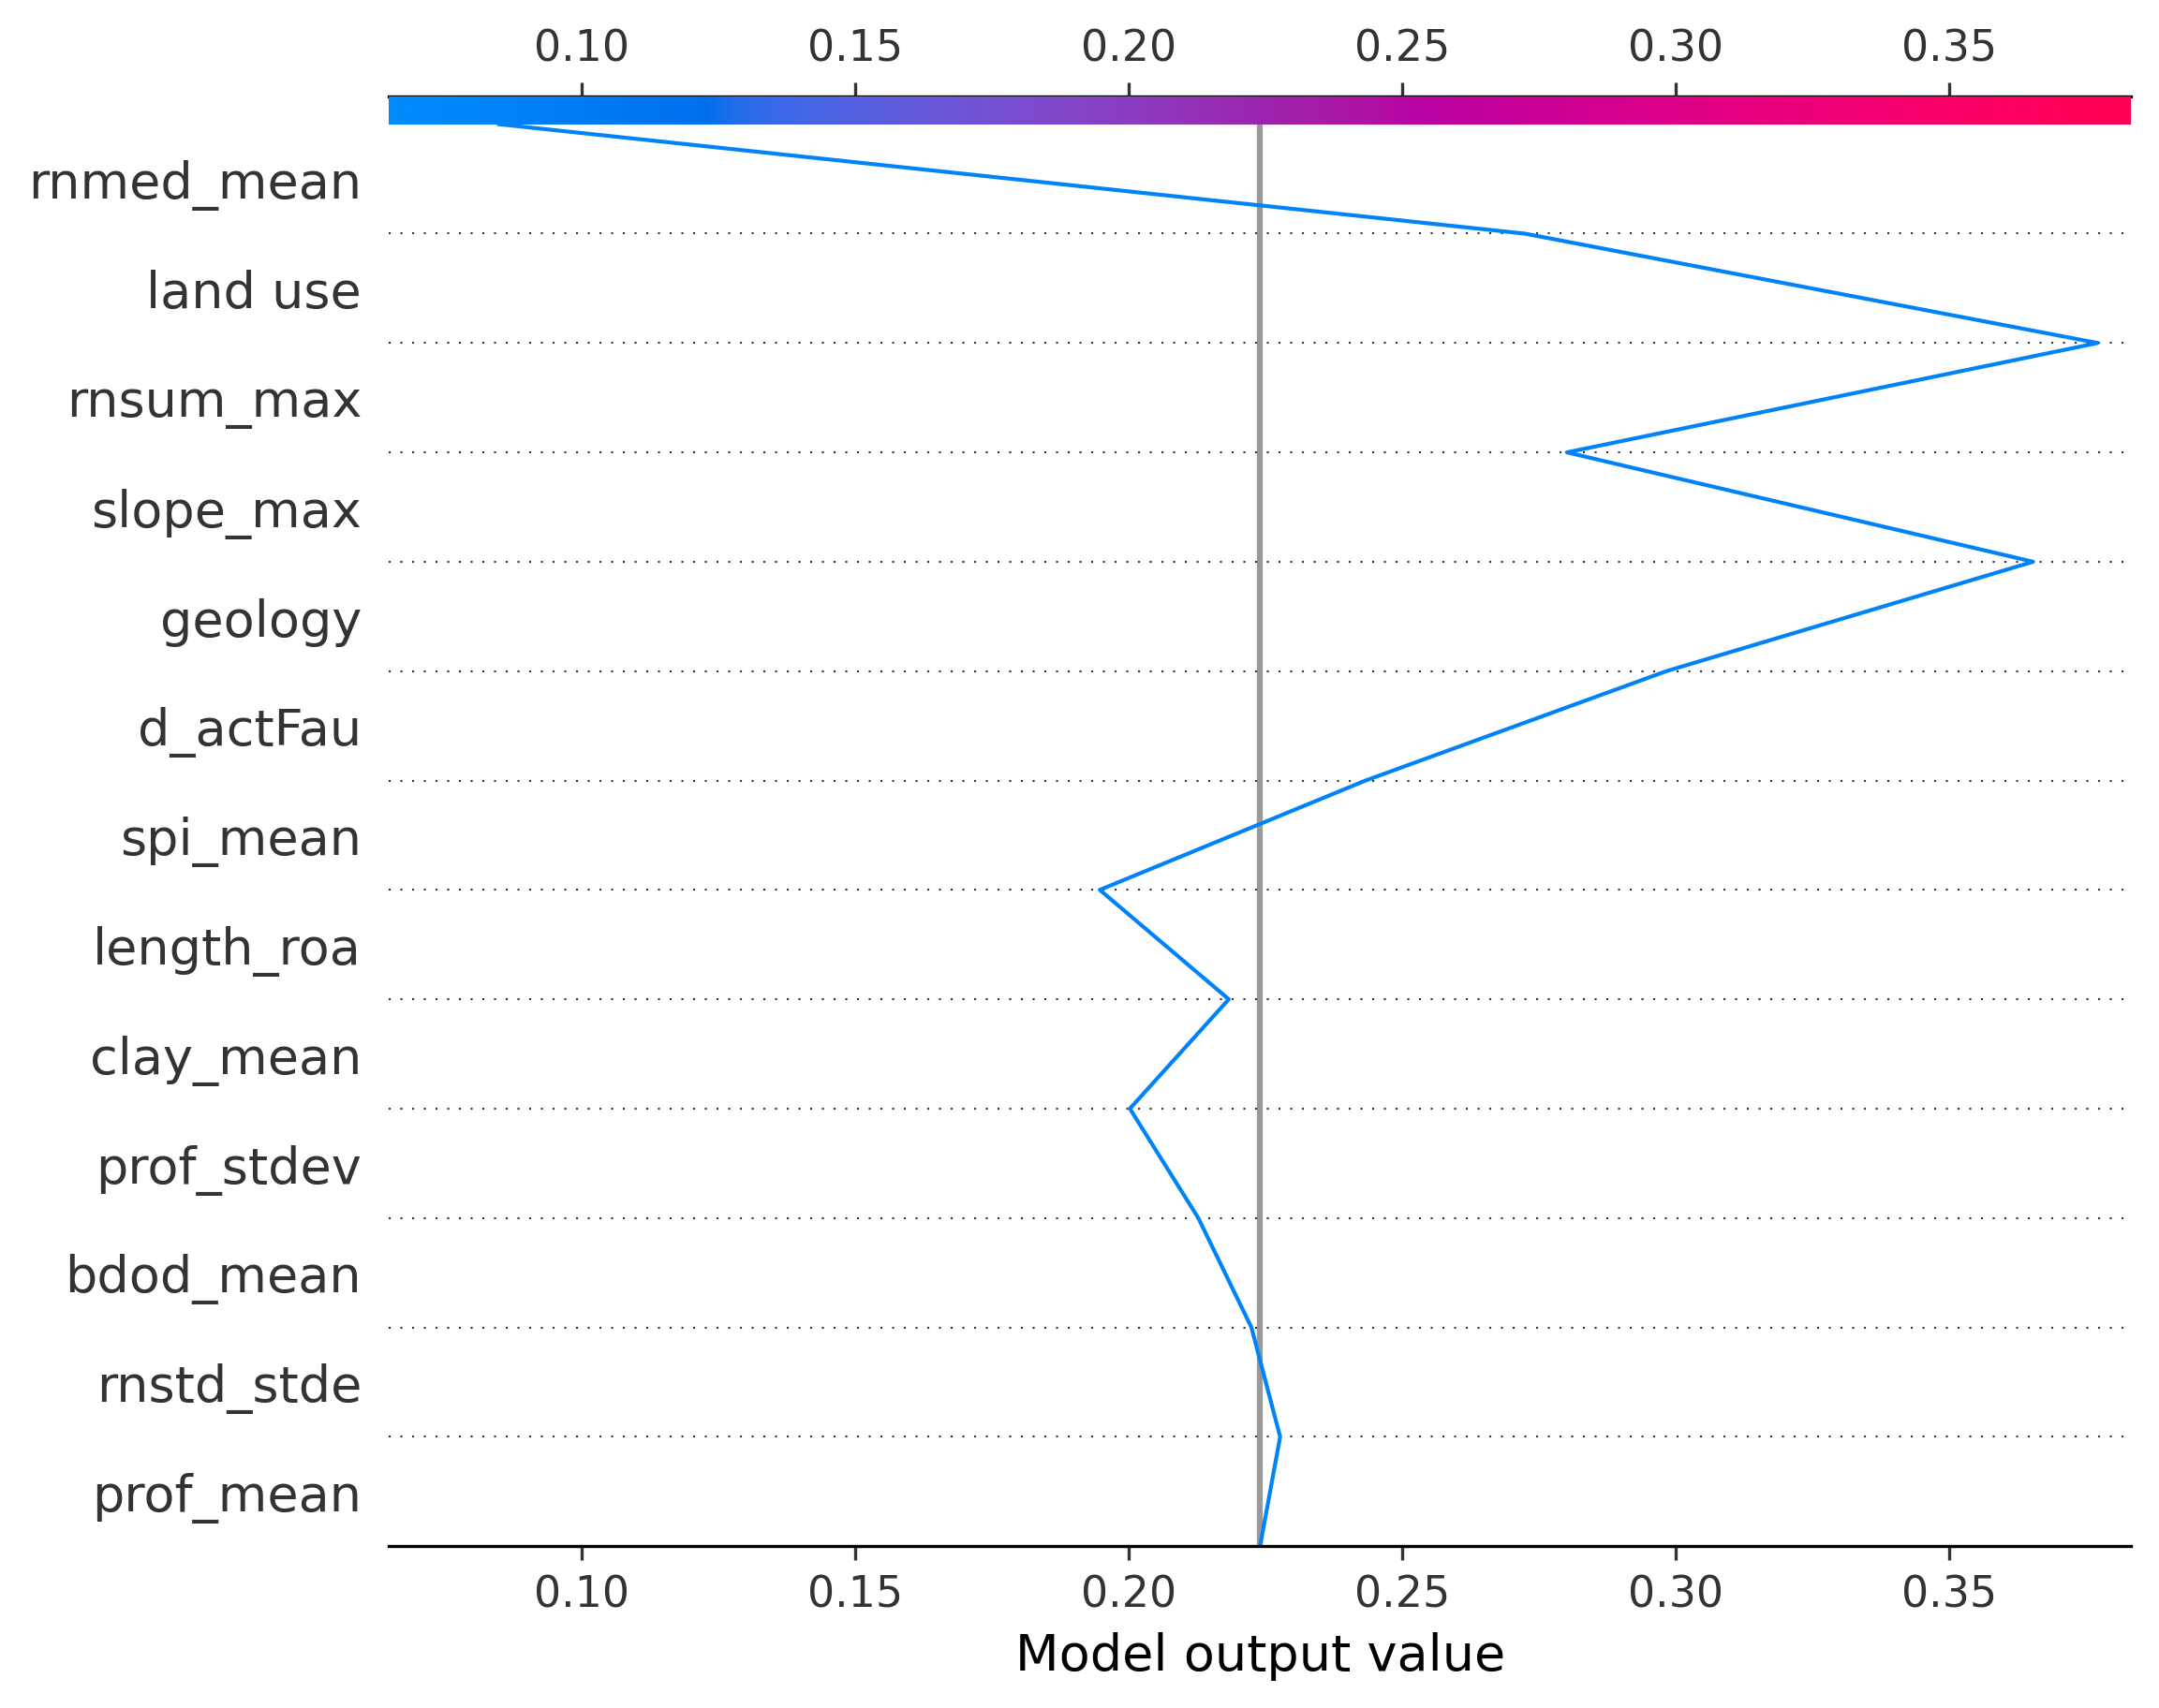 0.10 0.15 0.20 0.25 0.30 0.35
rnmed_mean
land use
rnsum_max
slope_max
geology
d_actFau
spi_mean
length_roa
clay_mean
prof_stdev
bdod_mean
rnstd_stde
prof_mean
0.10 0.15 0.20 0.25 0.30 0.35
Model output value